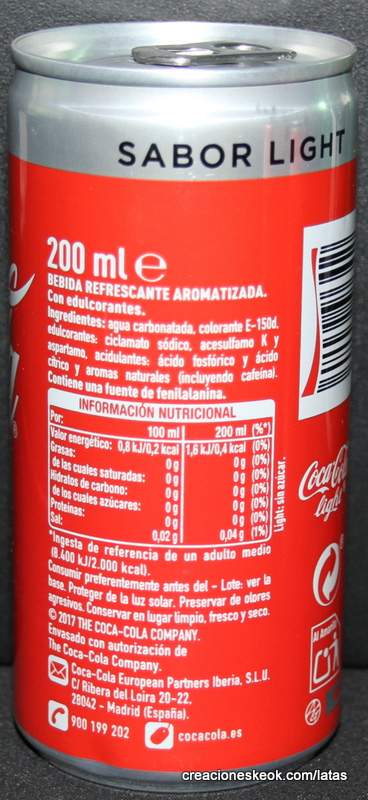 SABOR LIGHT
200 ml e
BEBIDA REFRESCANTE AROMATIZADA.
Con edulcorantes.
Ingredientes: agua carbonatada, colorante E-150d,
edulcorantes: ciclamato sódico, acesulfamo K y
aspartamo, acidulantes: ácido fosfórico y ácido
cítrico y aromas naturales (incluyendo cafeína).
Contiene una fuente de fenilalanina.
INFORMACIÓN NUTRICIONAL
Por: 100 ml 200 ml (%*)
Valor energético: 0,8 kJ/0,2 kcal 1,6 kJ/0,4 kcal (0%)
Grasas: 0 g 0 g (0%)
de las cuales saturadas: 0 g 0 g (0%)
Hidratos de carbono: 0 g 0 g (0%)
de los cuales azúcares: 0 g 0 g (0%)
Proteínas: 0 g 0 g (0%)
Sal: 0,02 g 0,04 g (1%)
Light: sin azúcar.
*Ingesta de referencia de un adulto medio
(8.400 kJ/2.000 kcal).
Consumir preferentemente antes del - Lote: ver la
base. Proteger de la luz solar. Preservar de olores
agresivos. Conservar en lugar limpio, fresco y seco.
© 2017 THE COCA-COLA COMPANY.
Envasado con autorización de
The Coca-Cola Company.
Coca-Cola European Partners Iberia, S.L.U.
C/ Ribera del Loira 20-22,
28042 - Madrid (España).
900 199 202 cocacola.es
Coca-Cola
light
Al Amarillo
creacioneskeok.com/latas